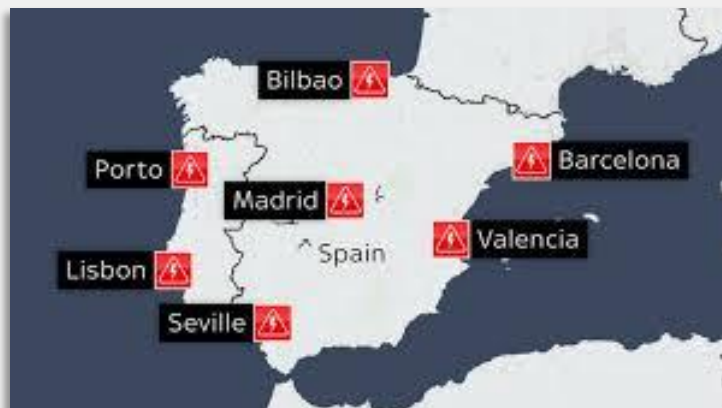 Bilbao
Porto
Barcelona
Madrid
Valencia
Spain
Lisbon
Seville